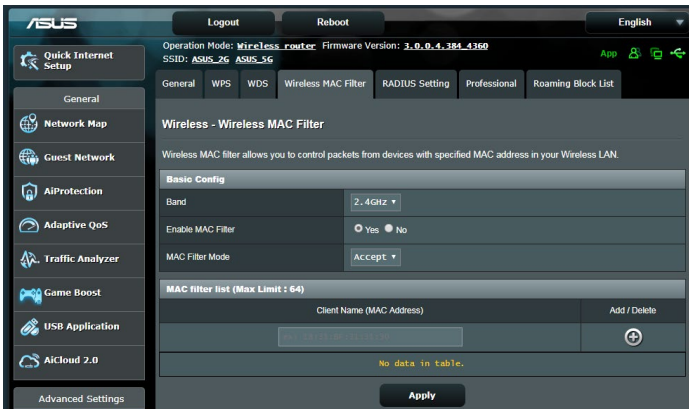 ASUS
Logout
Reboot
English
Quick Internet
Setup
General
Network Map
Guest Network
AiProtection
Adaptive QoS
Traffic Analyzer
Game Boost
USB Application
AiCloud 2.0
Advanced Settings
Operation Mode: Wireless router Firmware Version: 3.0.0.4.384_4360
SSID: ASUS_2G ASUS_5G
App
General WPS WDS Wireless MAC Filter RADIUS Setting Professional Roaming Block List
Wireless - Wireless MAC Filter
Wireless MAC filter allows you to control packets from devices with specified MAC address in your Wireless LAN.
Basic Config
Band 2.4GHz
Enable MAC Filter Yes No
MAC Filter Mode Accept
MAC filter list (Max Limit : 64)
Client Name (MAC Address) Add / Delete
No data in table.
Apply